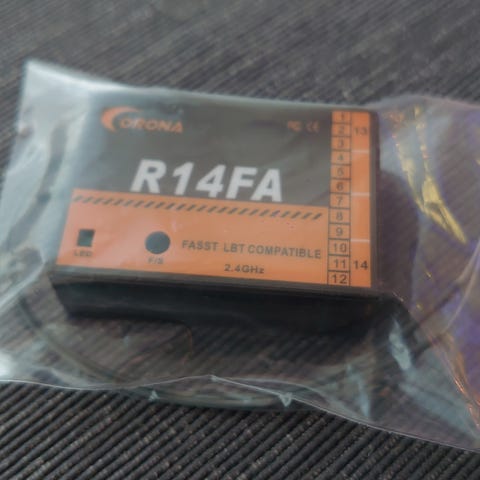 CORONA
R14FA
LED
F/S
FASST LBT COMPATIBLE
2.4GHz
1
2
3
13
4
5
6
7
8
9
10
11
14
12